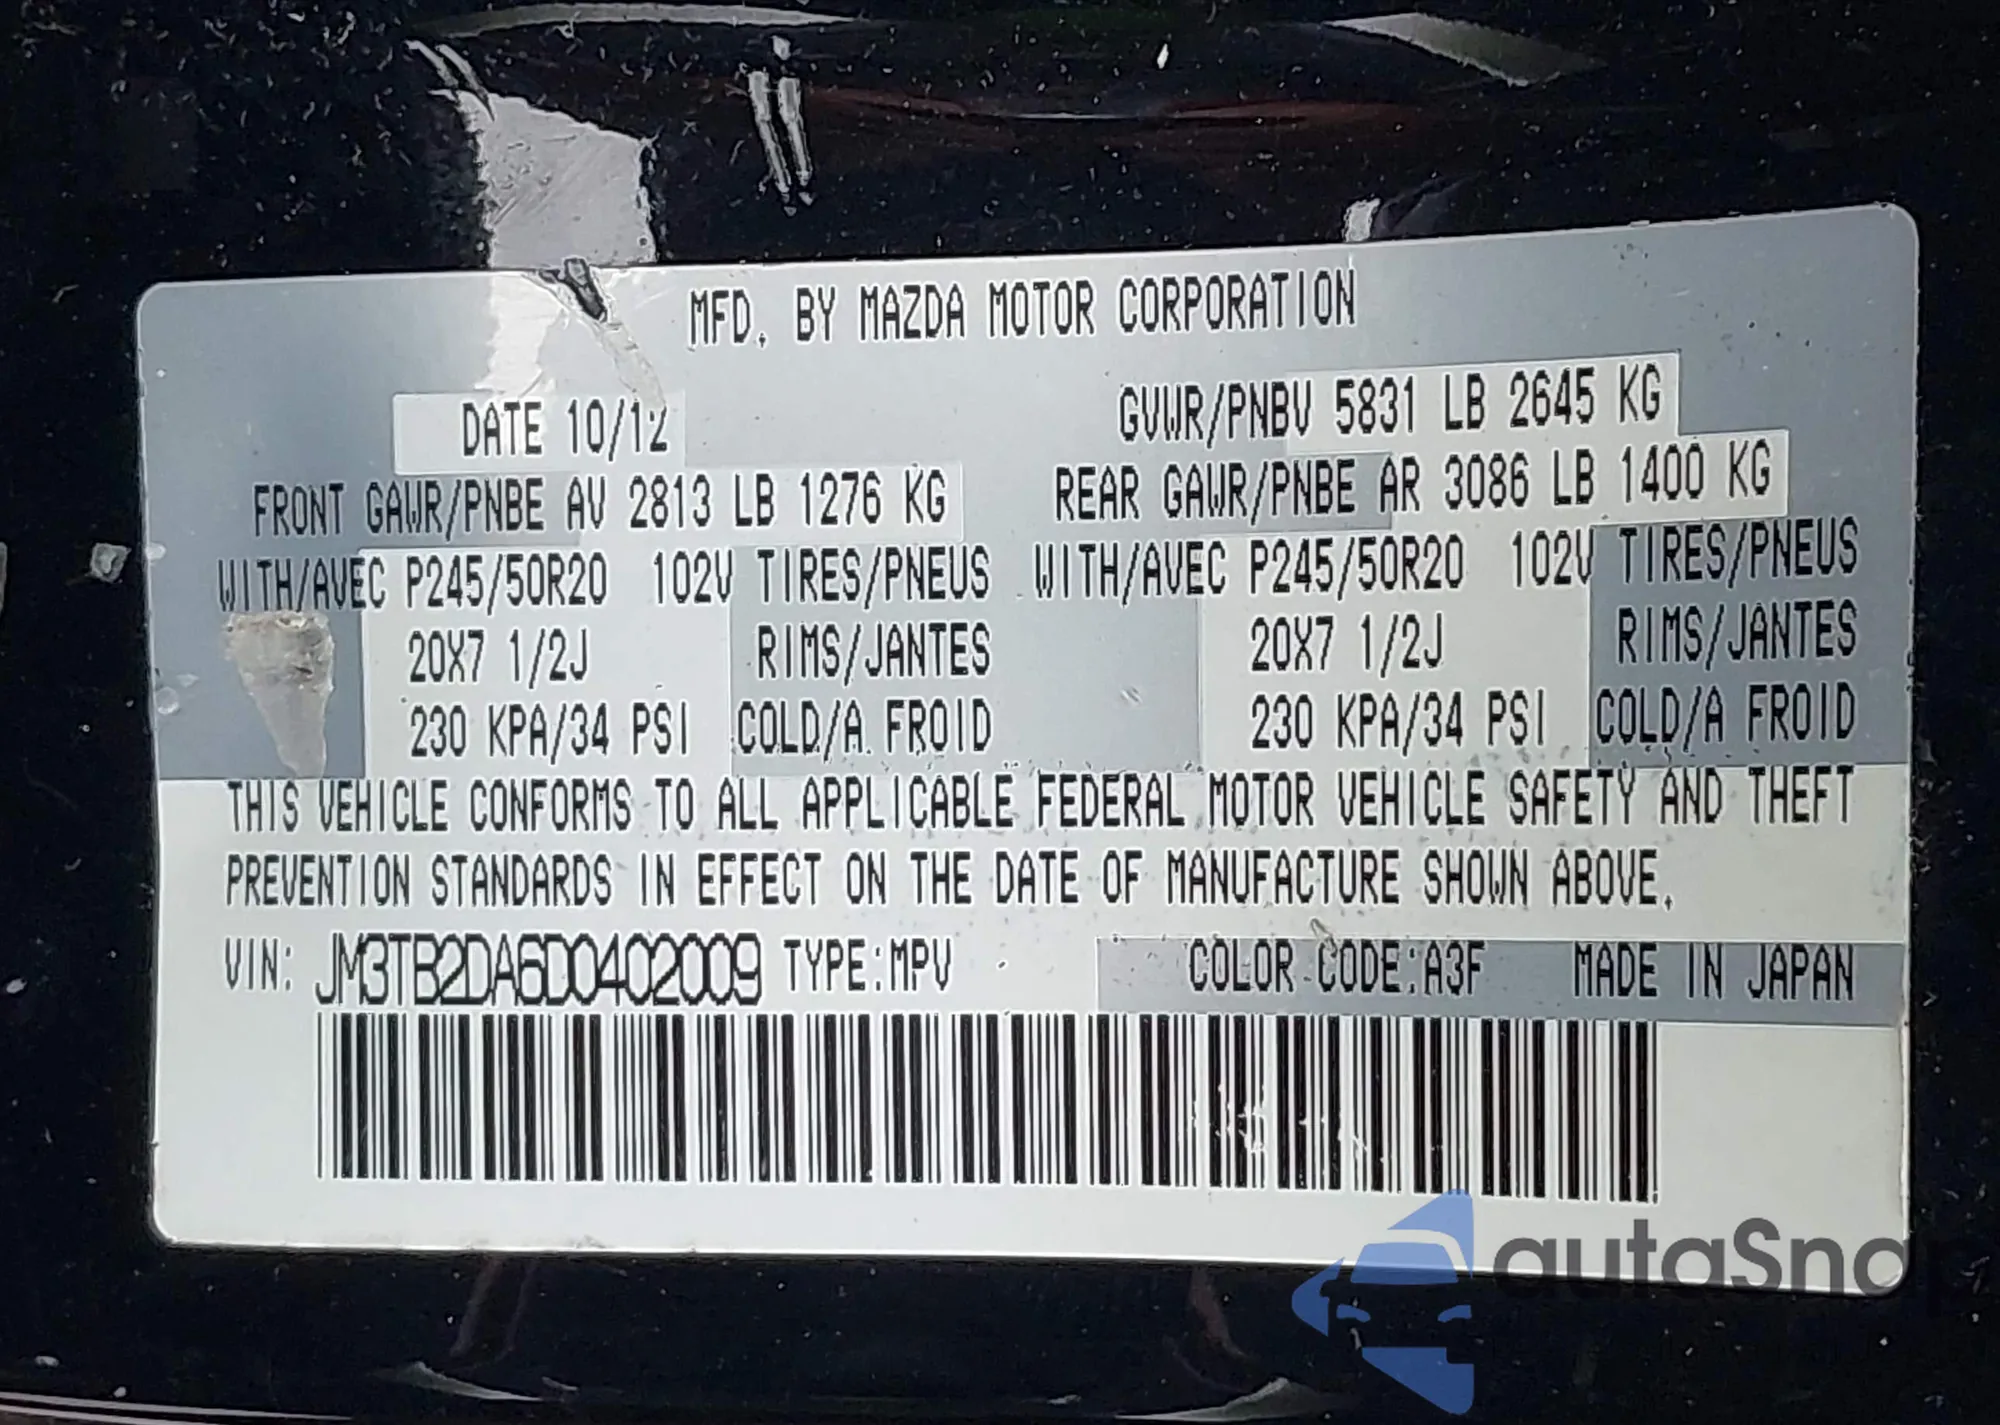 MFD. BY MAZDA MOTOR CORPORATION
DATE 10/12 GVWR/PNBV 5831 LB 2645 KG
FRONT GAWR/PNBE AV 2813 LB 1276 KG REAR GAWR/PNBE AR 3086 LB 1400 KG
WITH/AVEC P245/50R20 102V TIRES/PNEUS WITH/AVEC P245/50R20 102V TIRES/PNEUS
20X7 1/2J RIMS/JANTES 20X7 1/2J RIMS/JANTES
230 KPA/34 PSI COLD/A FROID 230 KPA/34 PSI COLD/A FROID
THIS VEHICLE CONFORMS TO ALL APPLICABLE FEDERAL MOTOR VEHICLE SAFETY AND THEFT
PREVENTION STANDARDS IN EFFECT ON THE DATE OF MANUFACTURE SHOWN ABOVE.
VIN: JM3TB2DA6D0402009 TYPE:MPV COLOR CODE:A3F MADE IN JAPAN
autaSnap